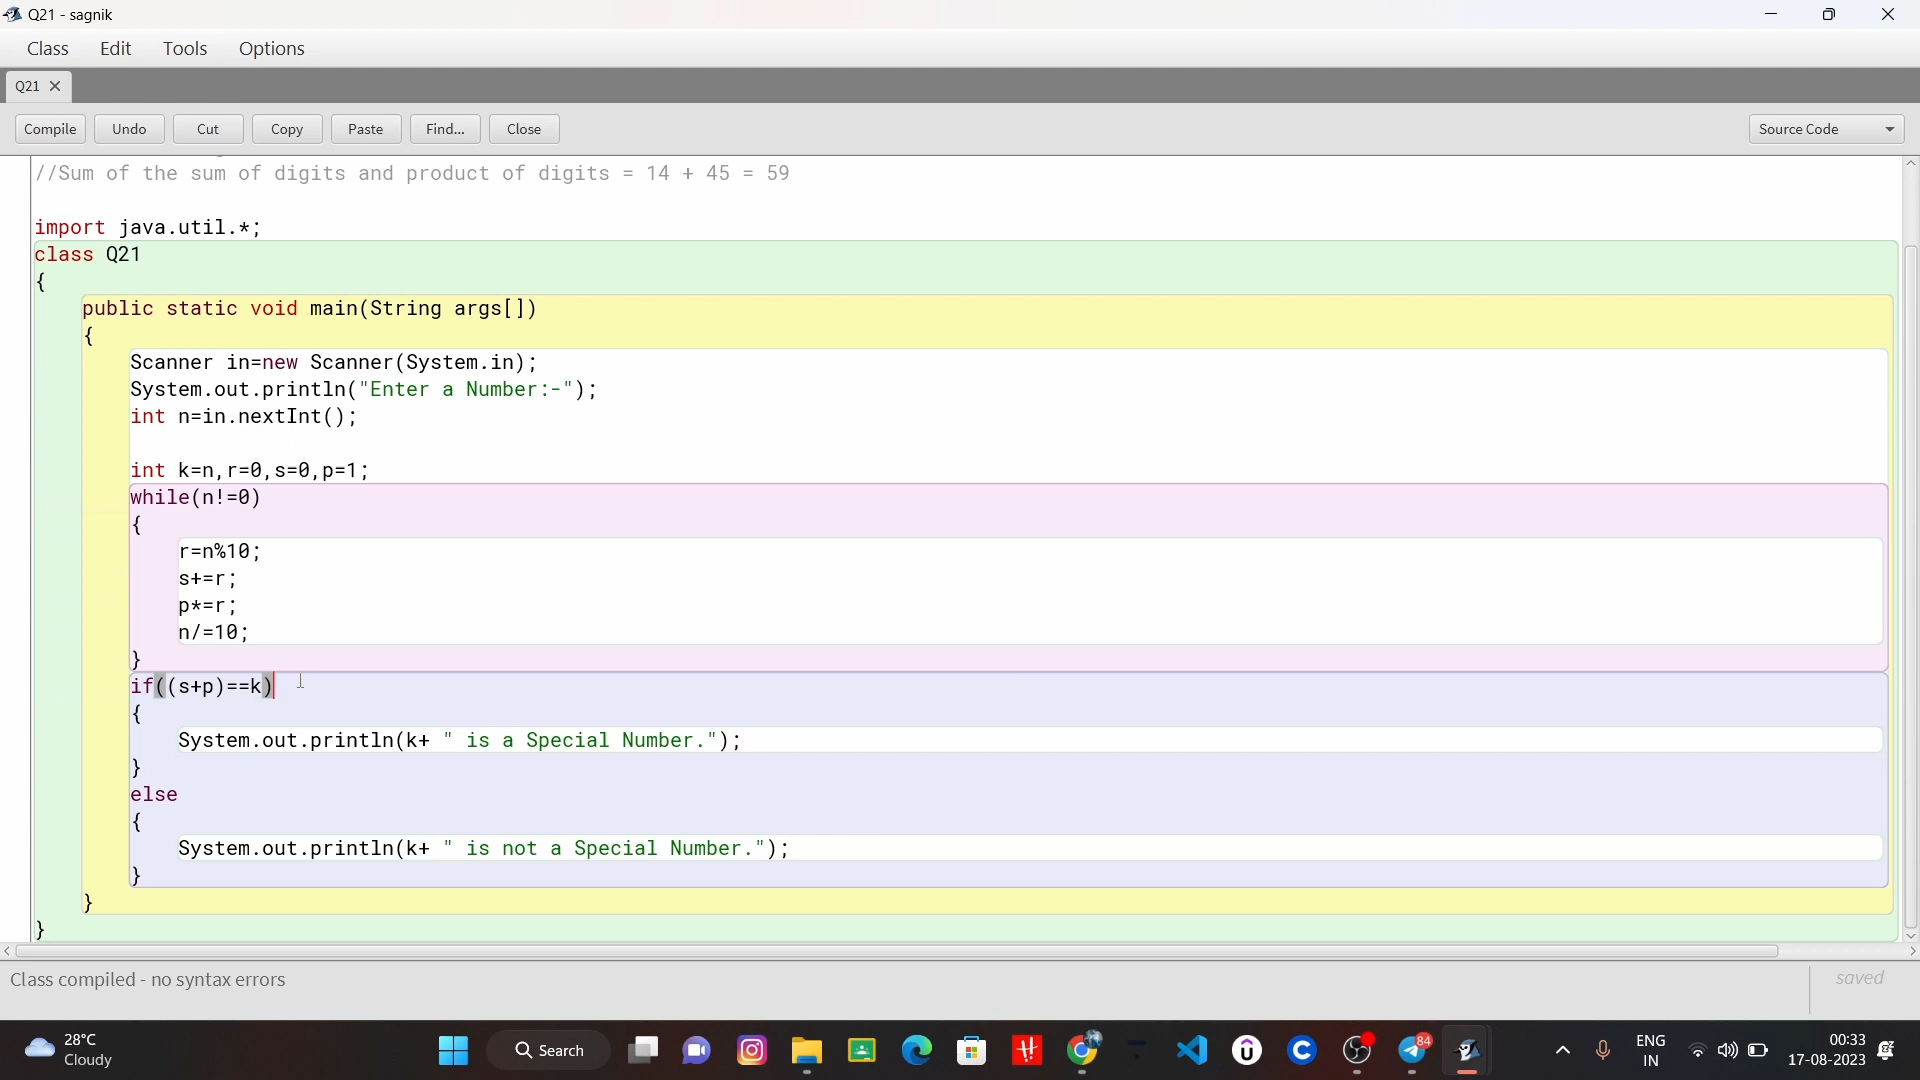 Q21 - sagnik
Class Edit Tools Options
Q21
Compile Undo Cut Copy Paste Find... Close Source Code
//Sum of the sum of digits and product of digits = 14 + 45 = 59
import java.util.*;
class Q21
{
public static void main(String args[])
{
Scanner in=new Scanner(System.in);
System.out.println("Enter a Number:-");
int n=in.nextInt();
int k=n,r=0,s=0,p=1;
while(n!=0)
{
r=n%10;
s+=r;
p*=r;
n/=10;
}
if((s+p)==k)
{
System.out.println(k+ " is a Special Number.");
}
else
{
System.out.println(k+ " is not a Special Number.");
}
}
}
Class compiled - no syntax errors
saved
28°C
Cloudy
Search
84
ENG
IN
00:33
17-08-2023